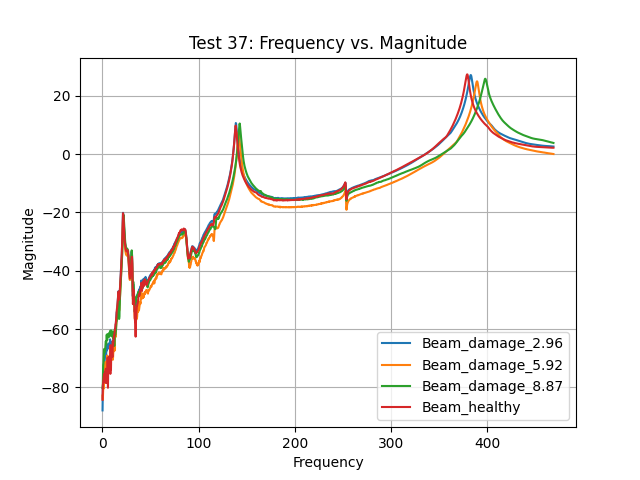 Test 37: Frequency vs. Magnitude
Magnitude
20
0
−20
−40
−60
−80
Beam_damage_2.96
Beam_damage_5.92
Beam_damage_8.87
Beam_healthy
0 100 200 300 400
Frequency